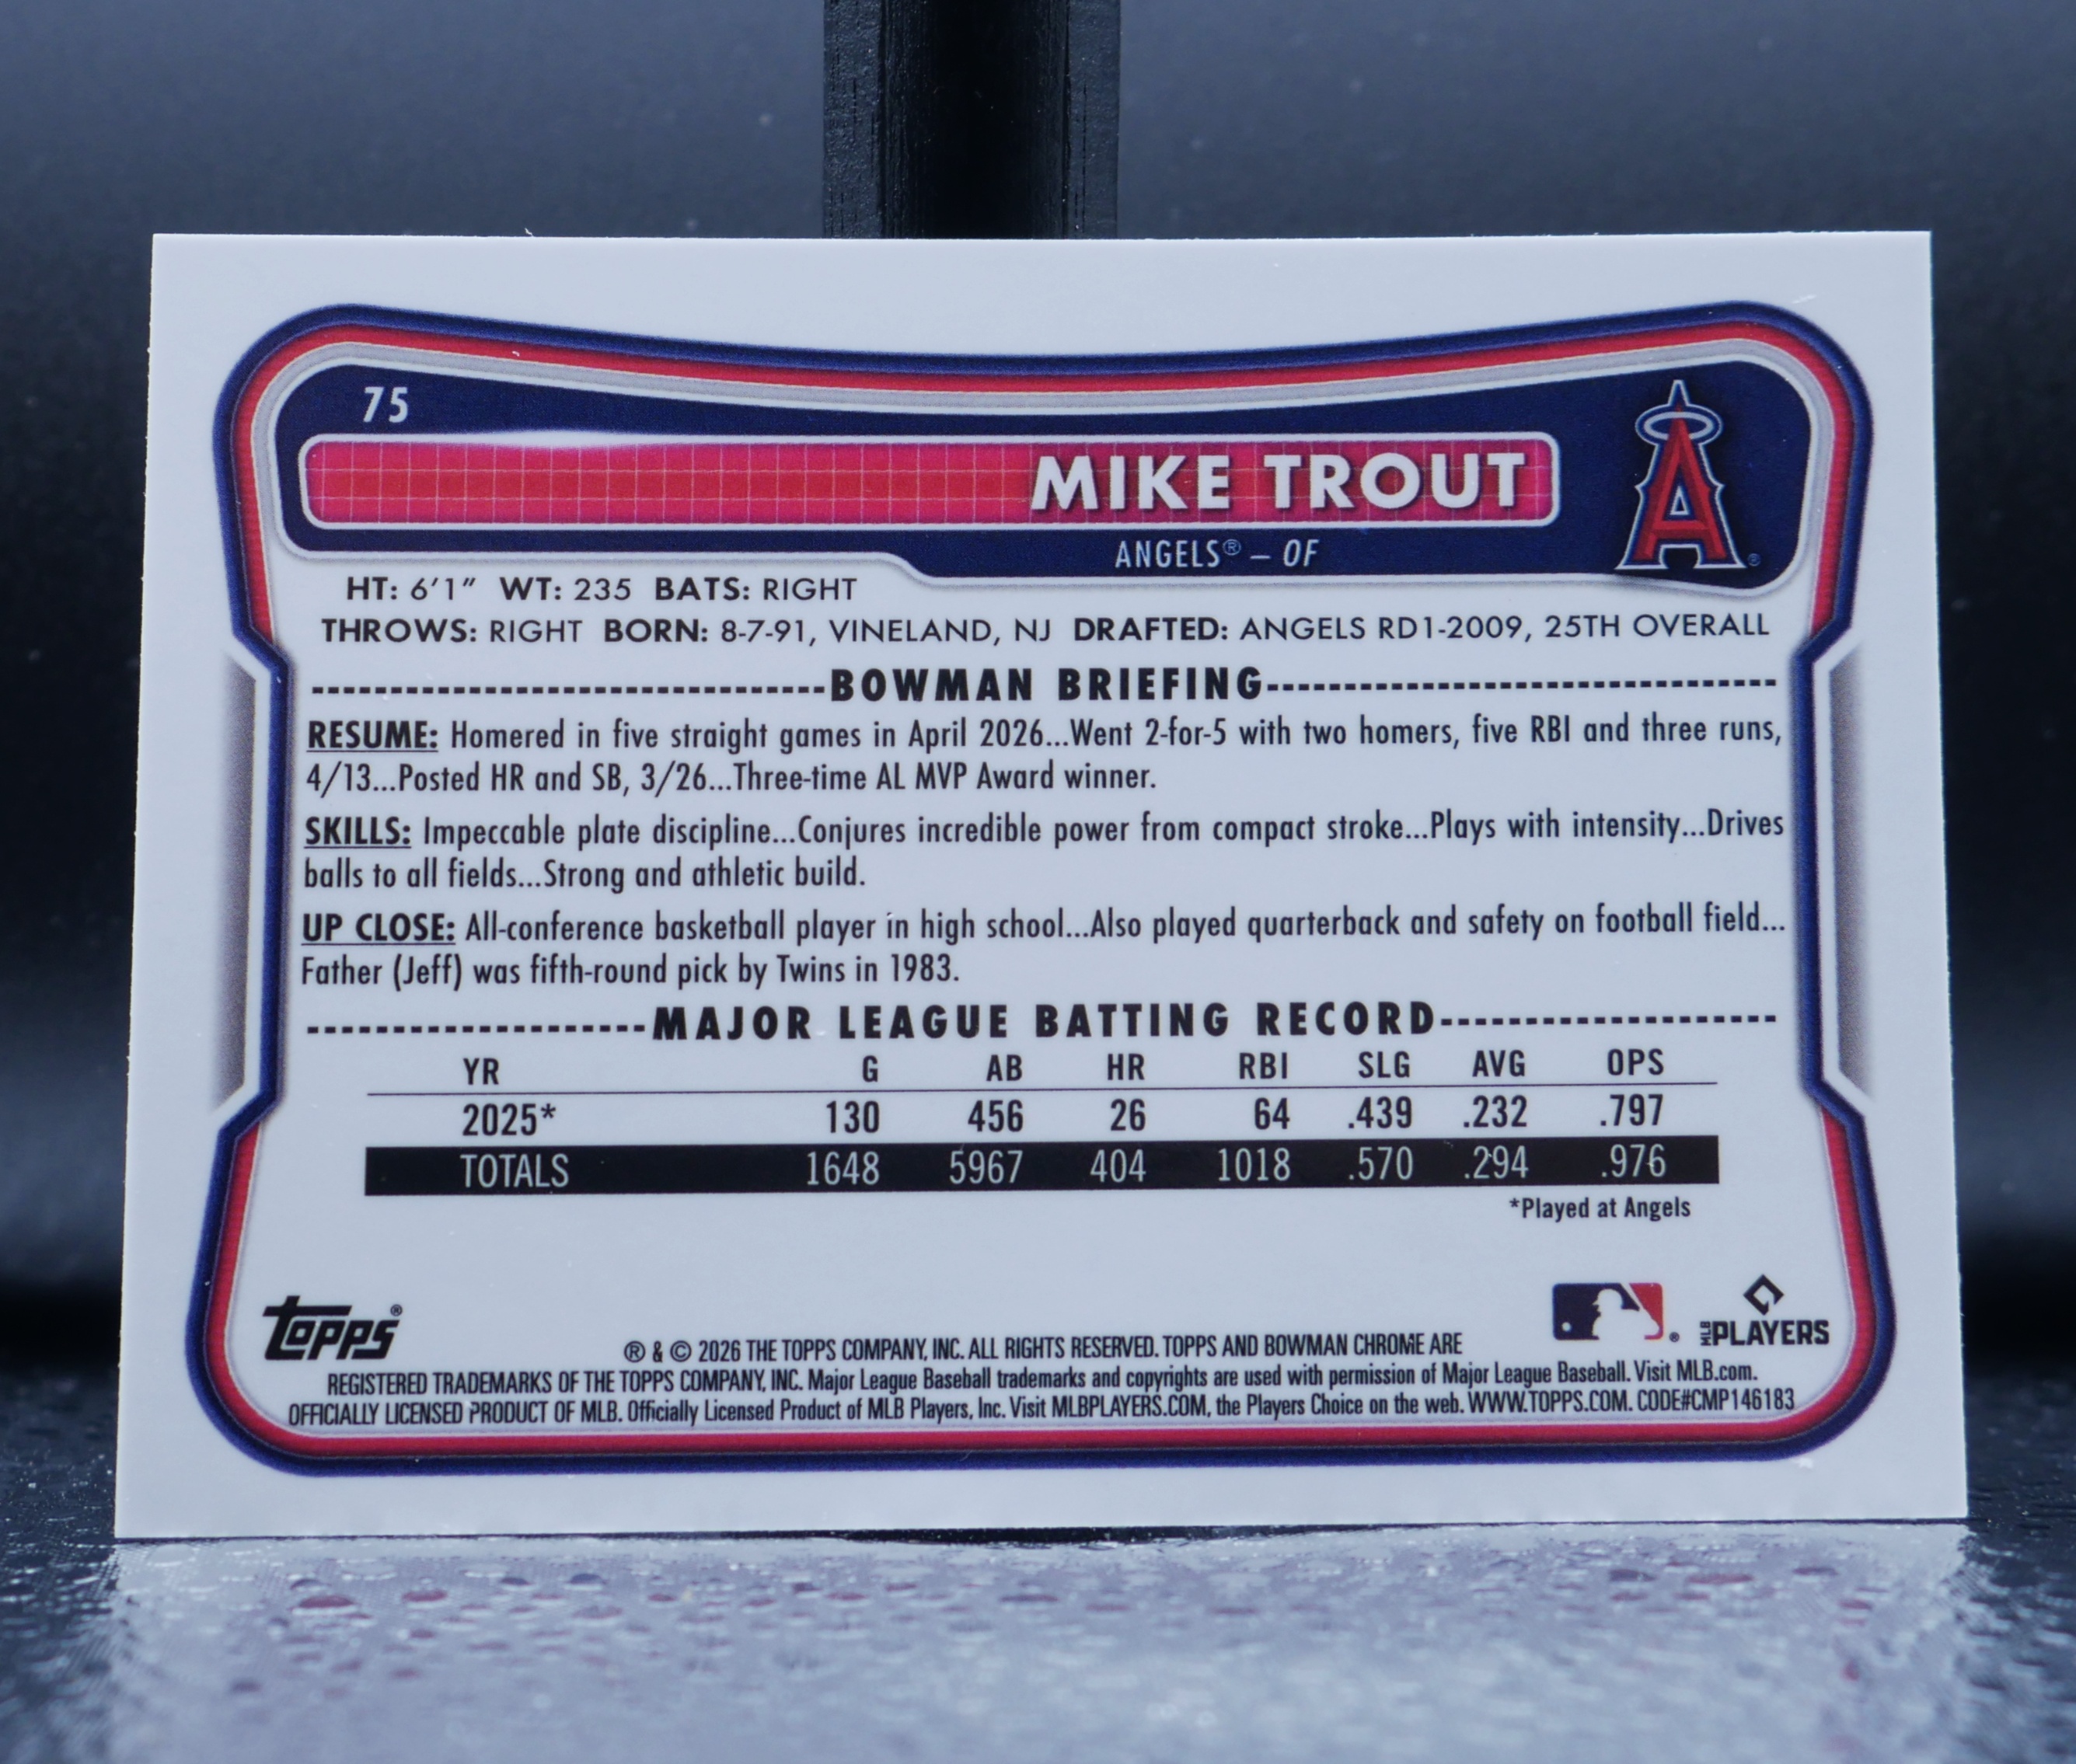 75
MIKE TROUT
A®
ANGELS® – OF
HT: 6'1" WT: 235 BATS: RIGHT
THROWS: RIGHT BORN: 8-7-91, VINELAND, NJ DRAFTED: ANGELS RD1-2009, 25TH OVERALL
BOWMAN BRIEFING
RESUME: Homered in five straight games in April 2026...Went 2-for-5 with two homers, five RBI and three runs,
4/13...Posted HR and SB, 3/26...Three-time AL MVP Award winner.
SKILLS: Impeccable plate discipline...Conjures incredible power from compact stroke...Plays with intensity...Drives
balls to all fields...Strong and athletic build.
UP CLOSE: All-conference basketball player in high school...Also played quarterback and safety on football field...
Father (Jeff) was fifth-round pick by Twins in 1983.
MAJOR LEAGUE BATTING RECORD
YR G AB HR RBI SLG AVG OPS
2025* 130 456 26 64 .439 .232 .797
TOTALS 1648 5967 404 1018 .570 .294 .976
*Played at Angels
Topps®
MLB PLAYERS
® & © 2026 THE TOPPS COMPANY, INC. ALL RIGHTS RESERVED. TOPPS AND BOWMAN CHROME ARE
REGISTERED TRADEMARKS OF THE TOPPS COMPANY, INC. Major League Baseball trademarks and copyrights are used with permission of Major League Baseball. Visit MLB.com.
OFFICIALLY LICENSED PRODUCT OF MLB. Officially Licensed Product of MLB Players, Inc. Visit MLBPLAYERS.COM, the Players Choice on the web. WWW.TOPPS.COM. CODE#CMP146183